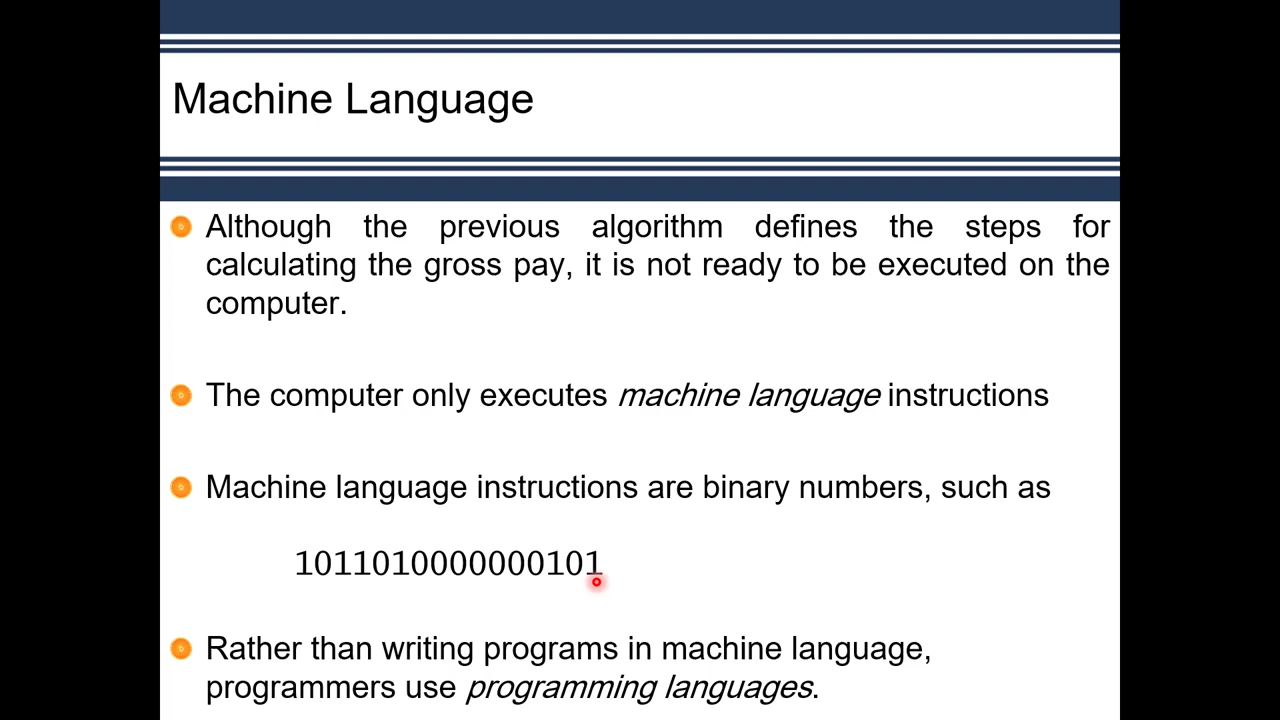 Machine Language
Although the previous algorithm defines the steps for
calculating the gross pay, it is not ready to be executed on the
computer.
The computer only executes machine language instructions
Machine language instructions are binary numbers, such as
1011010000000101
Rather than writing programs in machine language,
programmers use programming languages.